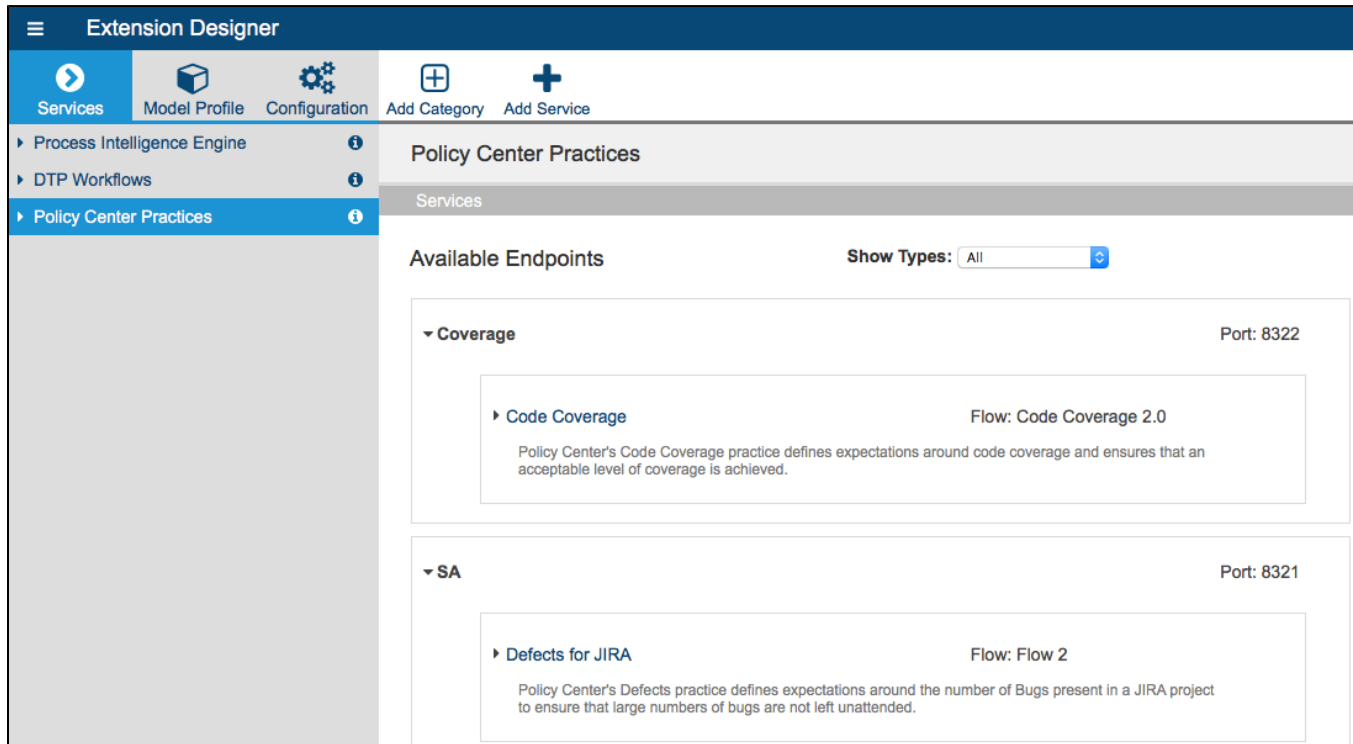 Extension Designer
Services Model Profile Configuration Add Category Add Service
Process Intelligence Engine
DTP Workflows
Policy Center Practices
Policy Center Practices
Services
Available Endpoints Show Types: All
Coverage Port: 8322
Code Coverage Flow: Code Coverage 2.0
Policy Center's Code Coverage practice defines expectations around code coverage and ensures that an
acceptable level of coverage is achieved.
SA Port: 8321
Defects for JIRA Flow: Flow 2
Policy Center's Defects practice defines expectations around the number of Bugs present in a JIRA project
to ensure that large numbers of bugs are not left unattended.